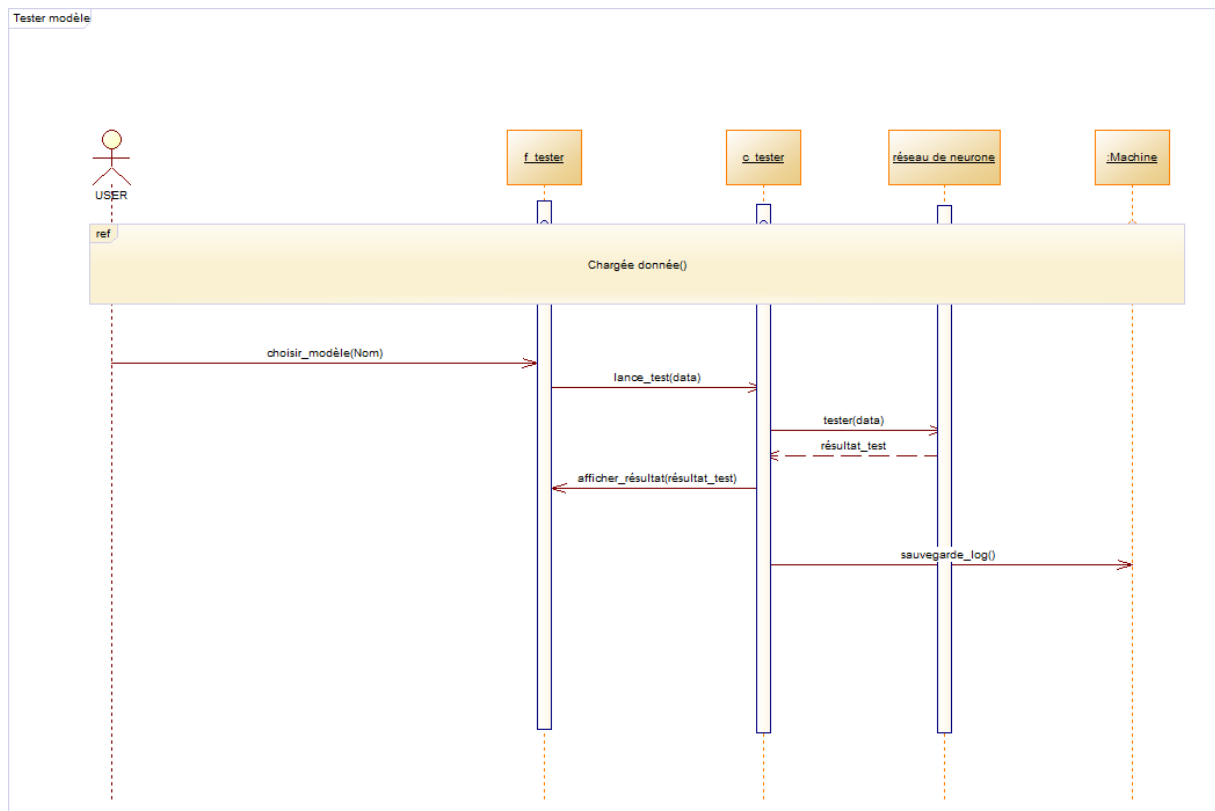 Tester modèle
USER
f_tester
c_tester
réseau de neurone
:Machine
ref
Chargée donnée()
choisir_modèle(Nom)
lance_test(data)
tester(data)
résultat_test
afficher_résultat(résultat_test)
sauvegarde_log()